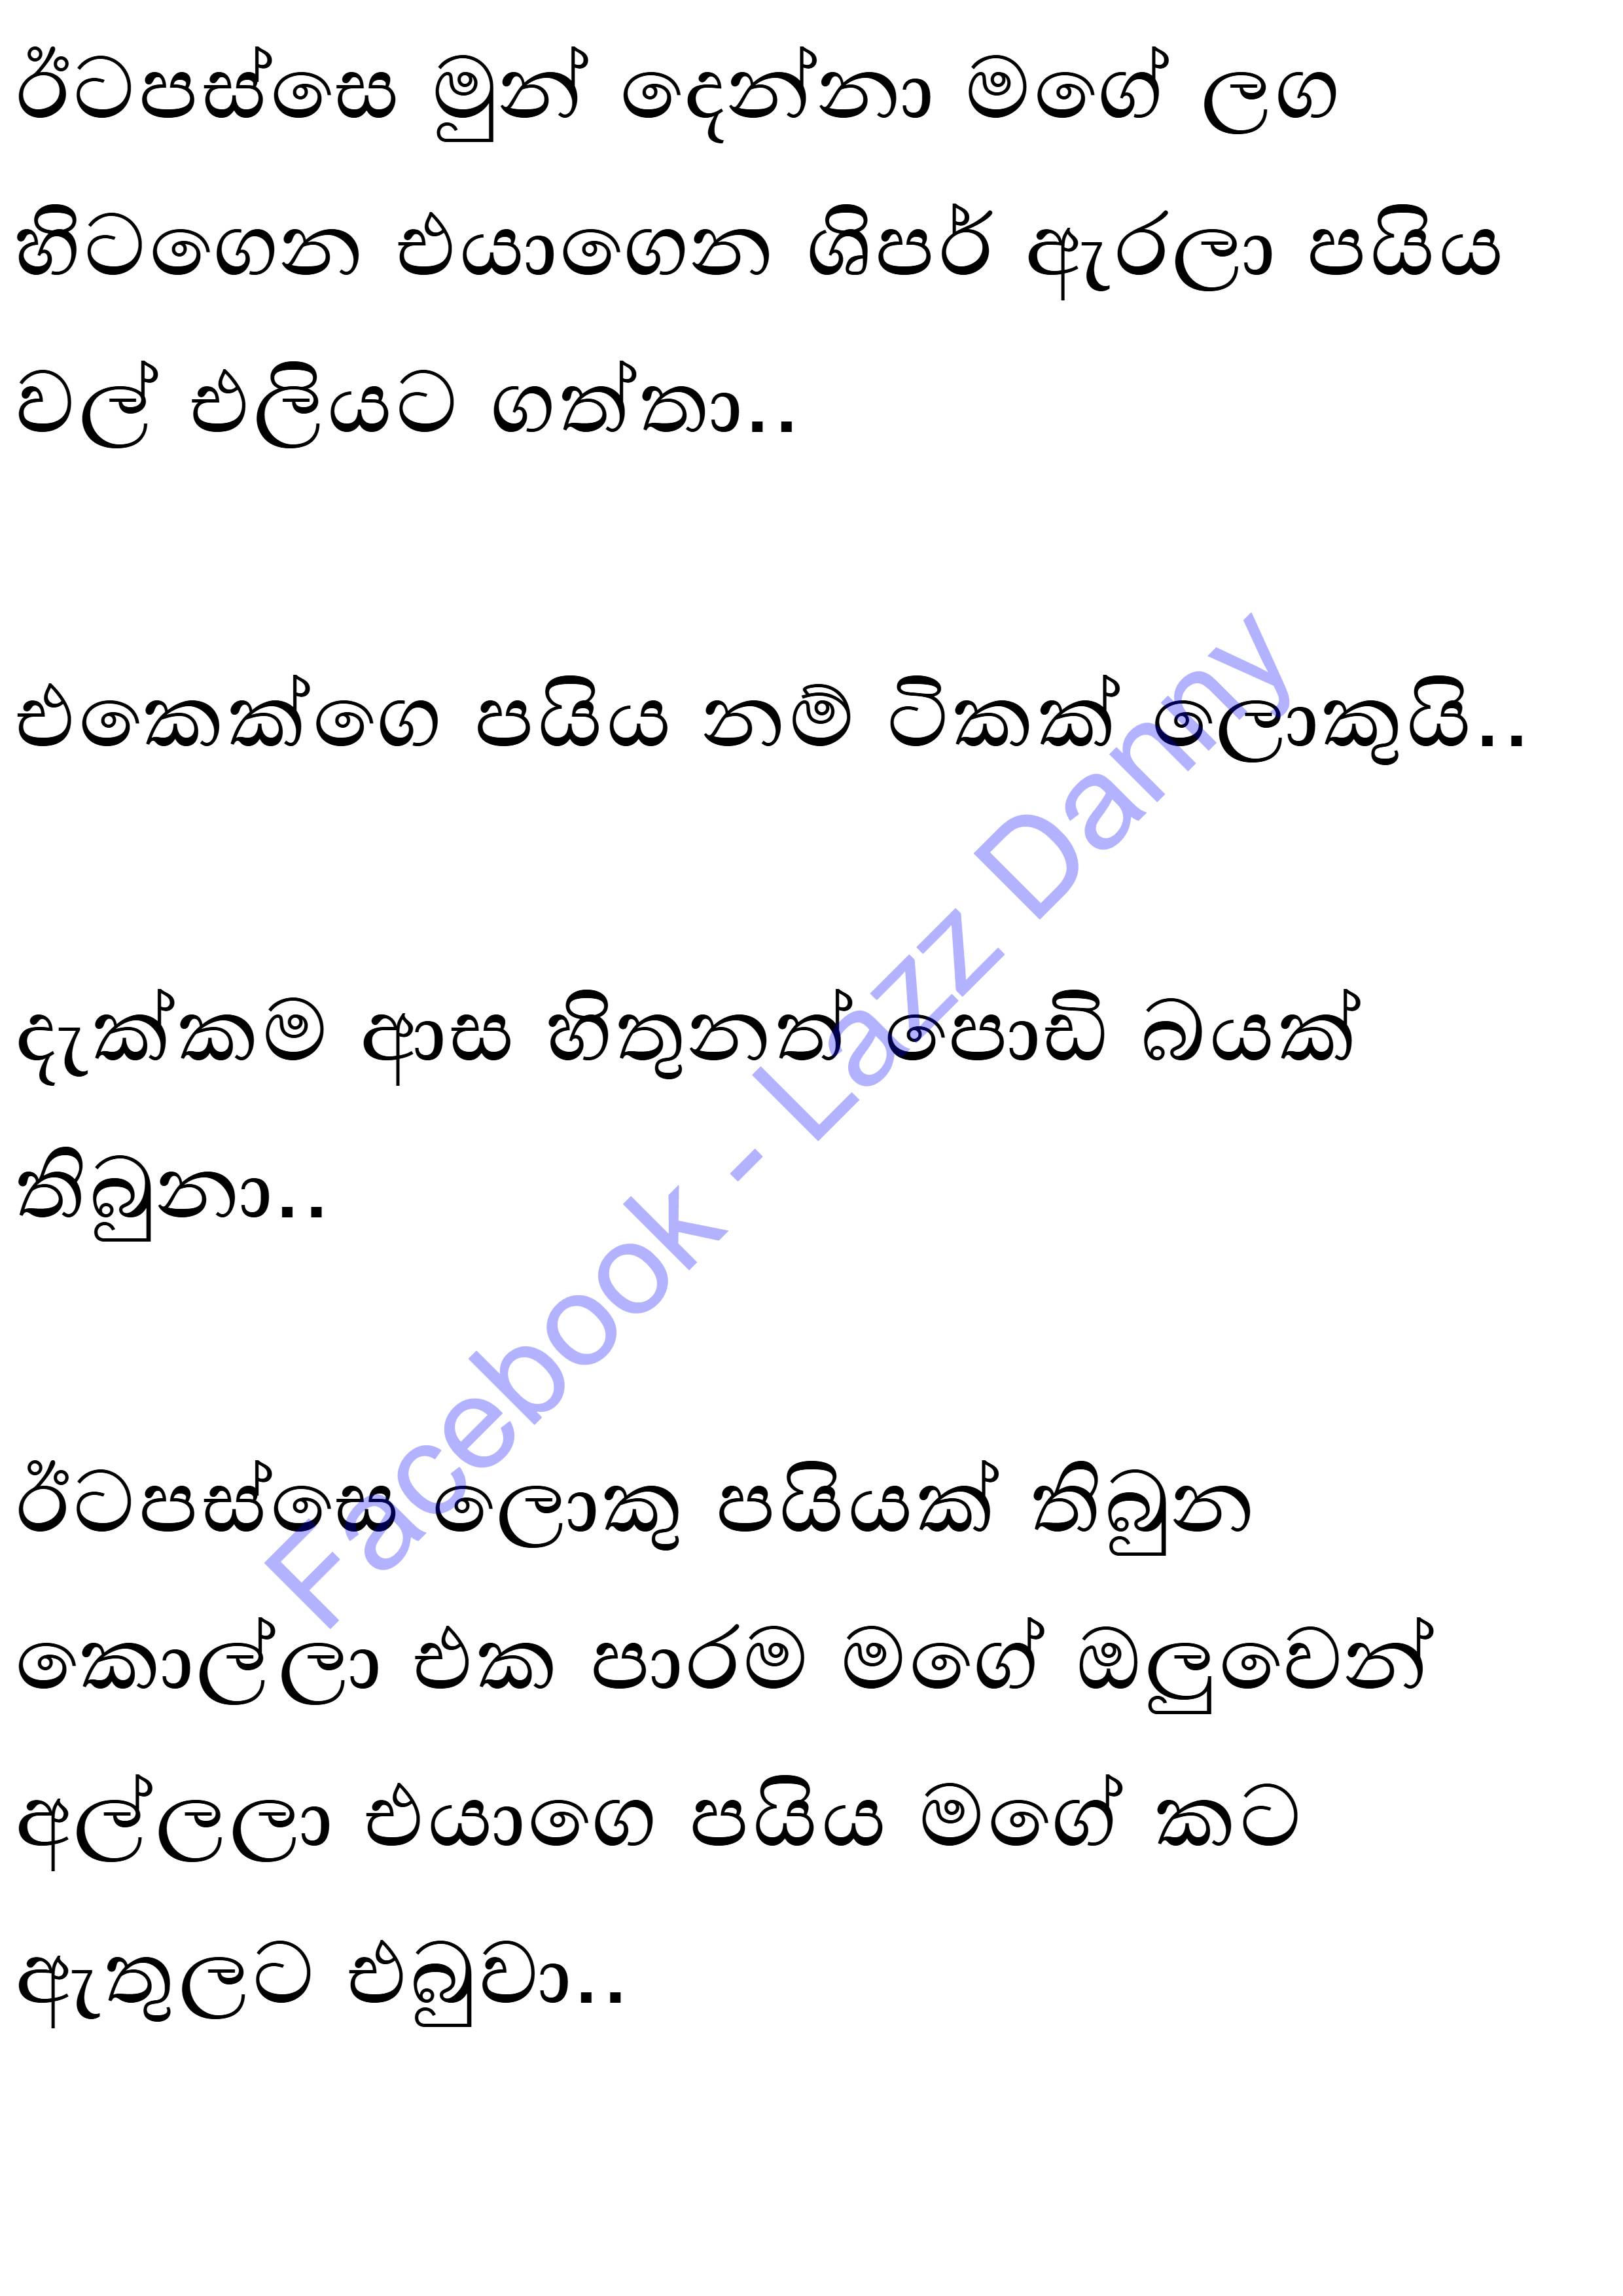 ඊටපස්සෙ මුන් දෙන්නා මගේ ලග
හිටගෙන එයාගෙන ශිපර් ඇරලා පයිය
වල් එලියට ගත්තා..
එකෙක්ගෙ පයිය නම් ටිකක් ලොකුයි..
දැක්කම ආස හිතුනත් පොඩි බයක්
තිබුනා..
ඊටපස්සෙ ලොකු පයියක් තිබුන
කොල්ලා එක පාරම මගේ ඔලුවෙන්
අල්ලලා එයාගෙ පයිය මගේ කට
ඇතුලට එබුවා..
Facebook - Lazz Danny